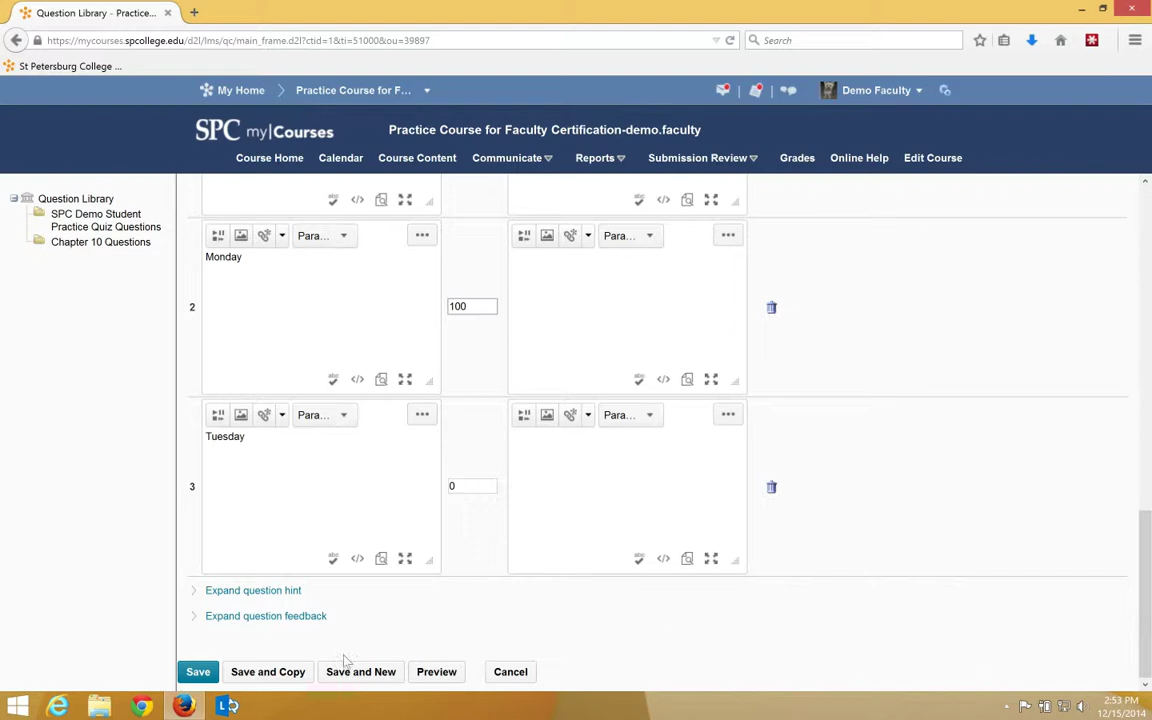 Question Library - Practice...
https://mycourses.spcollege.edu/d2l/lms/qc/main_frame.d2l?ctid=1&ti=51000&ou=39897
Search
St Petersburg College ...
My Home
Practice Course for F...
Demo Faculty
SPC my|Courses
Practice Course for Faculty Certification-demo.faculty
Course Home
Calendar
Course Content
Communicate
Reports
Submission Review
Grades
Online Help
Edit Course
Question Library
SPC Demo Student
Practice Quiz Questions
Chapter 10 Questions
Para...
Para...
Monday
2
100
Para...
Para...
Tuesday
3
0
Expand question hint
Expand question feedback
Save
Save and Copy
Save and New
Preview
Cancel
2:53 PM
12/15/2014